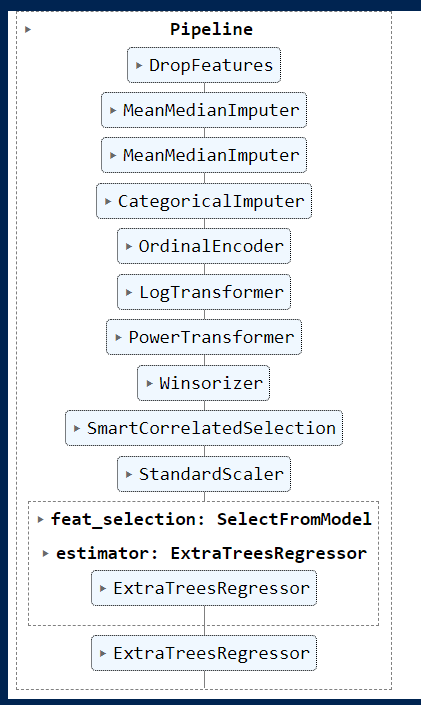 Pipeline
DropFeatures
MeanMedianImputer
MeanMedianImputer
CategoricalImputer
OrdinalEncoder
LogTransformer
PowerTransformer
Winsorizer
SmartCorrelatedSelection
StandardScaler
feat_selection: SelectFromModel
estimator: ExtraTreesRegressor
ExtraTreesRegressor
ExtraTreesRegressor